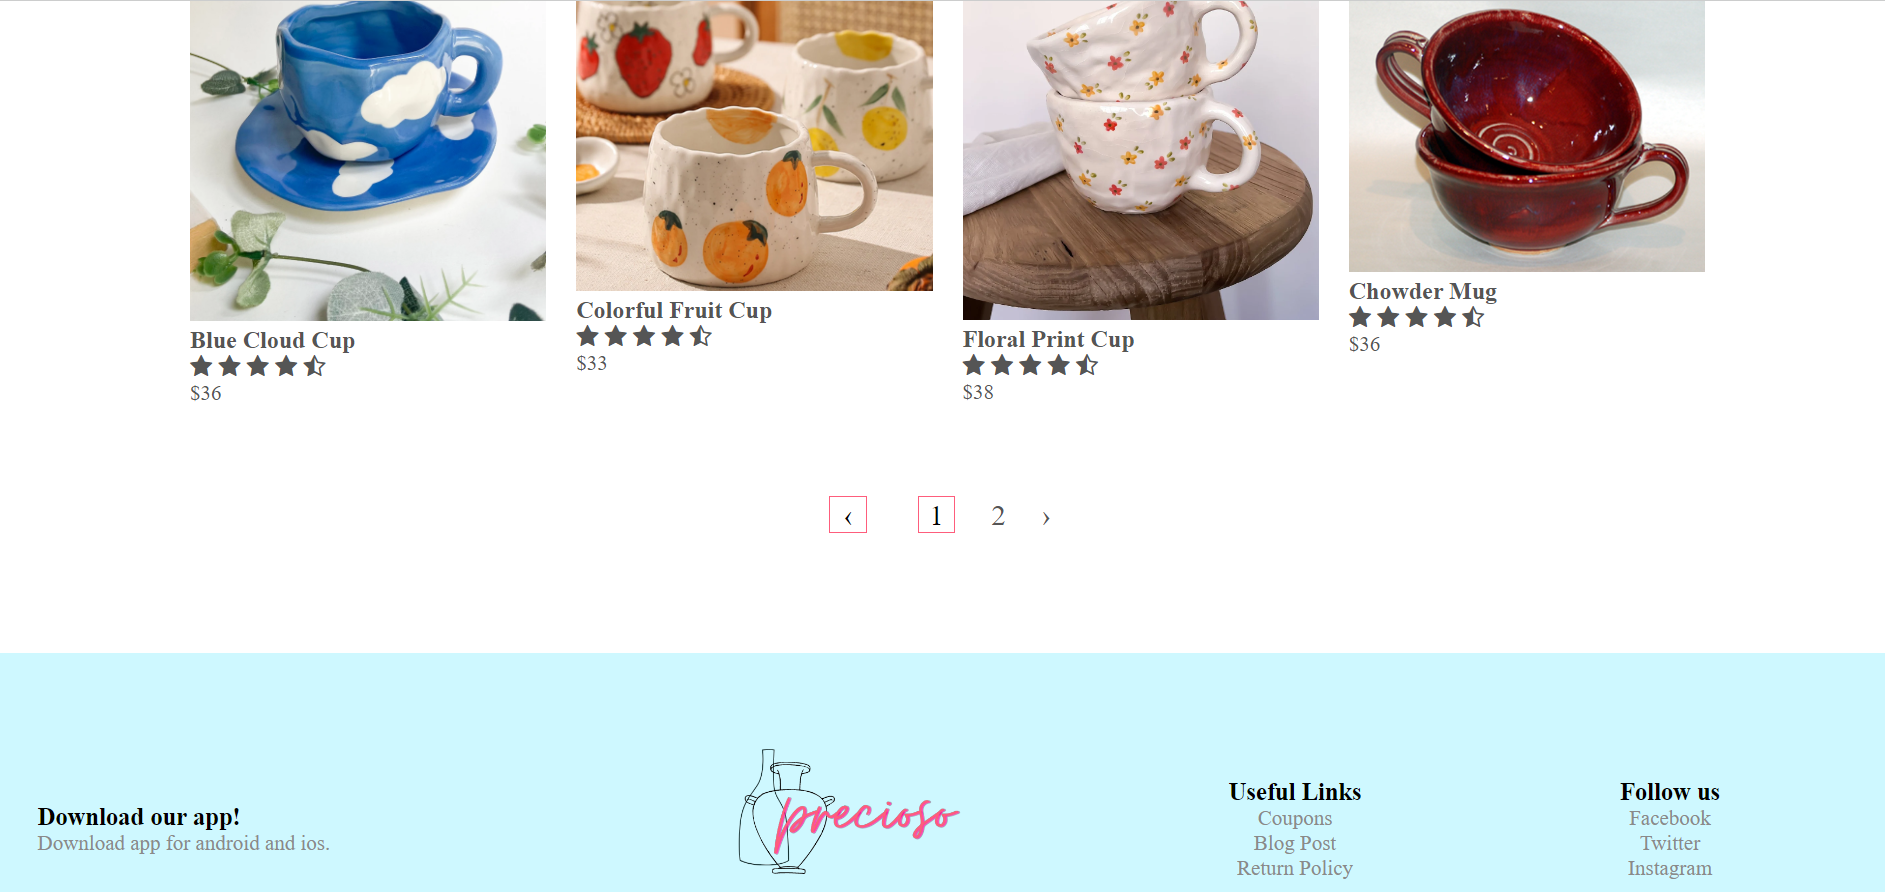 Blue Cloud Cup
$36
Colorful Fruit Cup
$33
Floral Print Cup
$38
Chowder Mug
$36
‹ 1 2 ›
Download our app!
Download app for android and ios.
precioso
Useful Links
Coupons
Blog Post
Return Policy
Follow us
Facebook
Twitter
Instagram